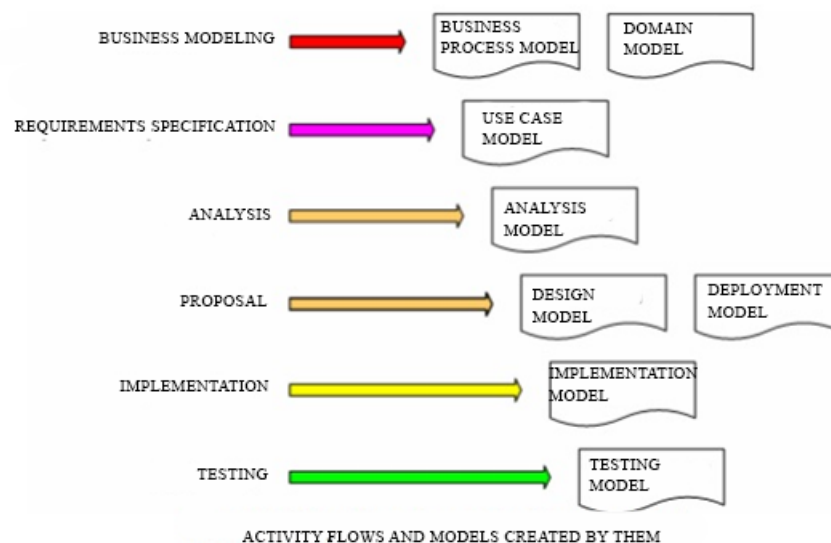 BUSINESS MODELING
BUSINESS
PROCESS MODEL
DOMAIN
MODEL
REQUIREMENTS SPECIFICATION
USE CASE
MODEL
ANALYSIS
ANALYSIS
MODEL
PROPOSAL
DESIGN
MODEL
DEPLOYMENT
MODEL
IMPLEMENTATION
IMPLEMENTATION
MODEL
TESTING
TESTING
MODEL
ACTIVITY FLOWS AND MODELS CREATED BY THEM